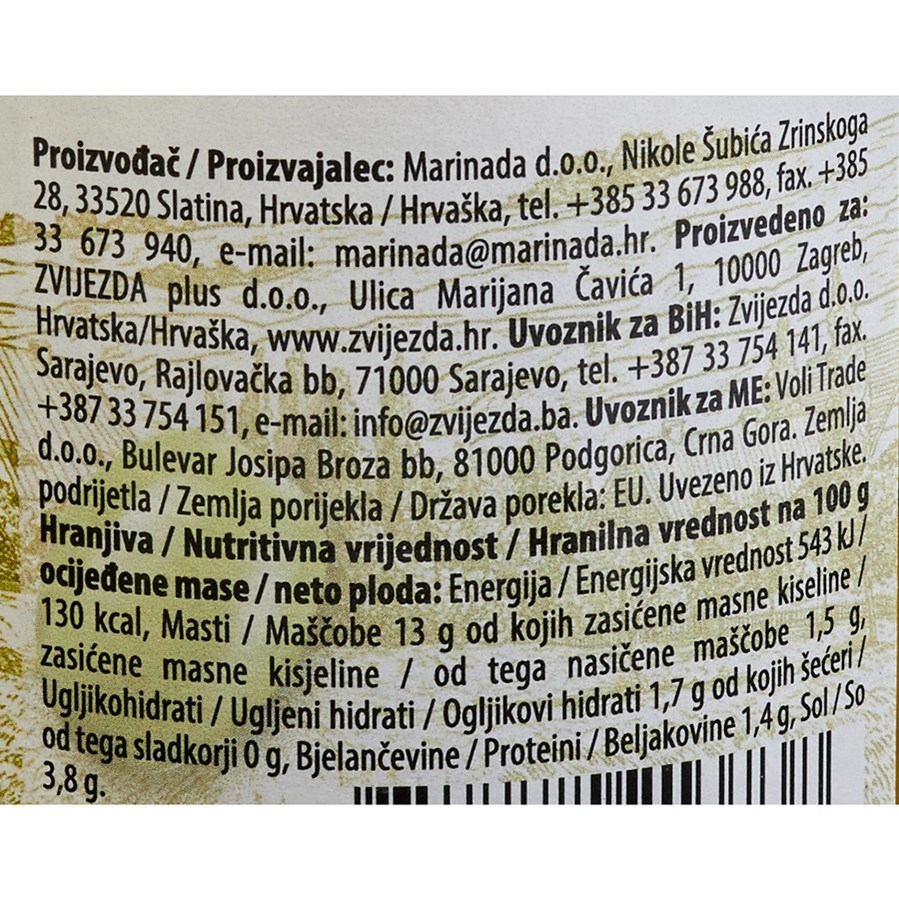 Proizvođač / Proizvajalec: Marinada d.o.o., Nikole Šubića Zrinskoga
28, 33520 Slatina, Hrvatska / Hrvaška, tel. +385 33 673 988, fax. +385
33 673 940, e-mail: marinada@marinada.hr. Proizvedeno za:
ZVIJEZDA plus d.o.o., Ulica Marijana Čavića 1, 10000 Zagreb,
Hrvatska/Hrvaška, www.zvijezda.hr. Uvoznik za BiH: Zvijezda d.o.o.
Sarajevo, Rajlovačka bb, 71000 Sarajevo, tel. +387 33 754 141, fax.
+387 33 754 151, e-mail: info@zvijezda.ba. Uvoznik za ME: Voli Trade
d.o.o., Bulevar Josipa Broza bb, 81000 Podgorica, Crna Gora. Zemlja
podrijetla / Zemlja porijekla / Država porekla: EU. Uvezeno iz Hrvatske.
Hranjiva / Nutritivna vrijednost / Hranilna vrednost na 100 g
ocijeđene mase / neto ploda: Energija / Energijska vrednost 543 kJ /
130 kcal, Masti / Maščobe 13 g od kojih zasićene masne kiseline /
zasićene masne kisjeline / od tega nasičene maščobe 1,5 g,
Ugljikohidrati / Ugljeni hidrati / Ogljikovi hidrati 1,7 g od kojih šećeri /
od tega sladkorji 0 g, Bjelančevine / Proteini / Beljakovine 1,4 g, Sol / So
3,8 g.